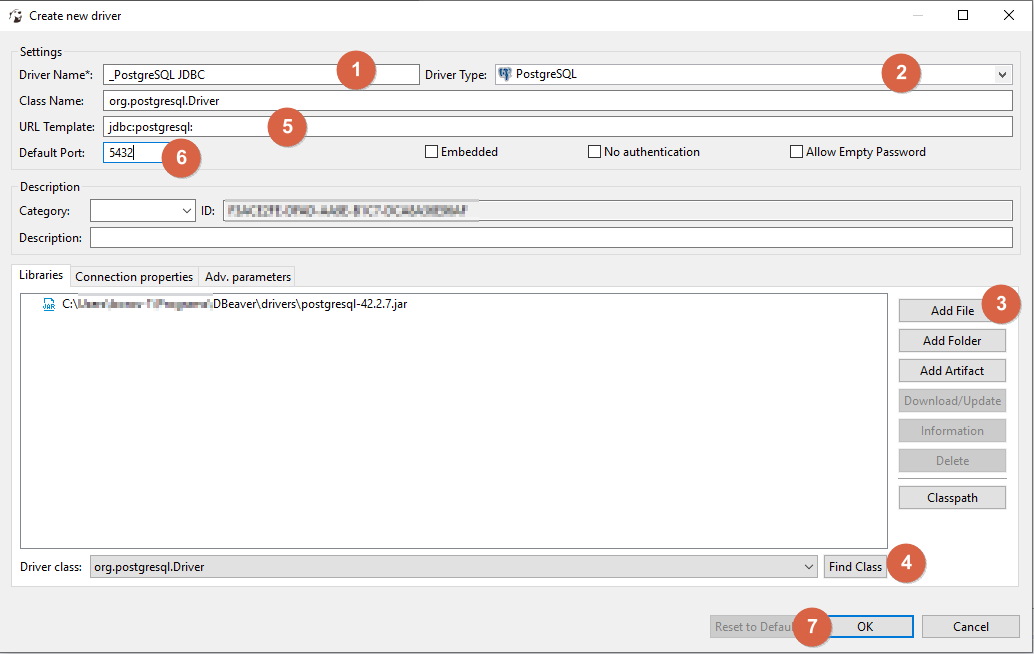 Create new driver
Settings
Driver Name*: _PostgreSQL JDBC 1 Driver Type: PostgreSQL 2
Class Name: org.postgresql.Driver
URL Template: jdbc:postgresql: 5
Default Port: 5432 6 Embedded No authentication Allow Empty Password
Description
Category: ID:
Description:
Libraries Connection properties Adv. parameters
C:\ \DBeaver\drivers\postgresql-42.2.7.jar
Add File 3
Add Folder
Add Artifact
Download/Update
Information
Delete
Classpath
Driver class: org.postgresql.Driver Find Class 4
Reset to Defau 7 OK Cancel